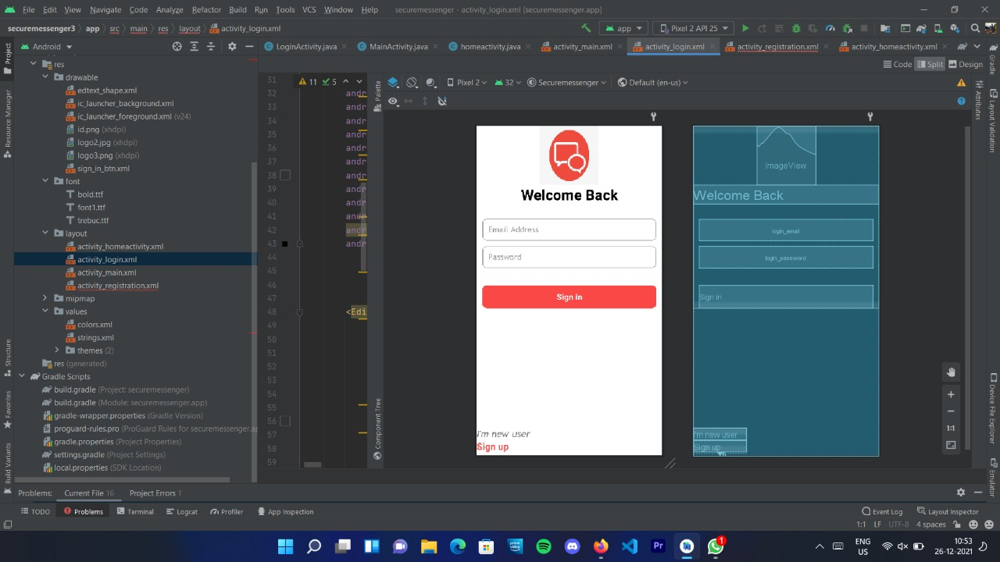 File Edit View Navigate Code Analyze Refactor Build Run Tools VCS Window Help securemessenger - activity_login.xml [securemessenger.app]
securemessenger3 app src main res layout activity_login.xml app Pixel 2 API 25
Android LoginActivity.java MainActivity.java homeactivity.java activity_main.xml activity_login.xml activity_registration.xml activity_homeactivity.xml
Code Split Design
Project
Resource Manager
Structure
Favorites
Build Variants
res
drawable
edtext_shape.xml
ic_launcher_background.xml
ic_launcher_foreground.xml (v24)
id.png (xhdpi)
logo2.jpg (xhdpi)
logo3.png (xhdpi)
sign_in_btn.xml
font
bold.ttf
font1.ttf
trebuc.ttf
layout
activity_homeactivity.xml
activity_login.xml
activity_main.xml
activity_registration.xml
mipmap
values
colors.xml
strings.xml
themes (2)
res (generated)
Gradle Scripts
build.gradle (Project: securemessenger)
build.gradle (Module: securemessenger.app)
gradle-wrapper.properties (Gradle Version)
proguard-rules.pro (ProGuard Rules for securemessenger.ap
gradle.properties (Project Properties)
settings.gradle (Project Settings)
local.properties (SDK Location)
11 5
31
32 andr
33 andr
34 andr
35 andr
36 andr
37 andr
38 andr
39 andr
40 andr
41 andr
42 andr
43 andr
44
45
46
47
48 <Edi
49
50
51
52
53
54
55
56
57
58
59
Palette
Component Tree
Pixel 2 32 Securemessenger Default (en-us)
Welcome Back
Email Address
Password
Sign in
I'm new user
Sign up
ImageView
Welcome Back
login_email
login_password
Sign in
I'm new user
Sign up
1:1
Attributes
Gradle
Layout Validation
Device File Explorer
Emulator
Problems: Current File 16 Project Errors 1
TODO Problems Terminal Logcat Profiler App Inspection Event Log Layout Inspector
1:1 LF UTF-8 4 spaces
Pr 1 ENG
US
10:53
26-12-2021